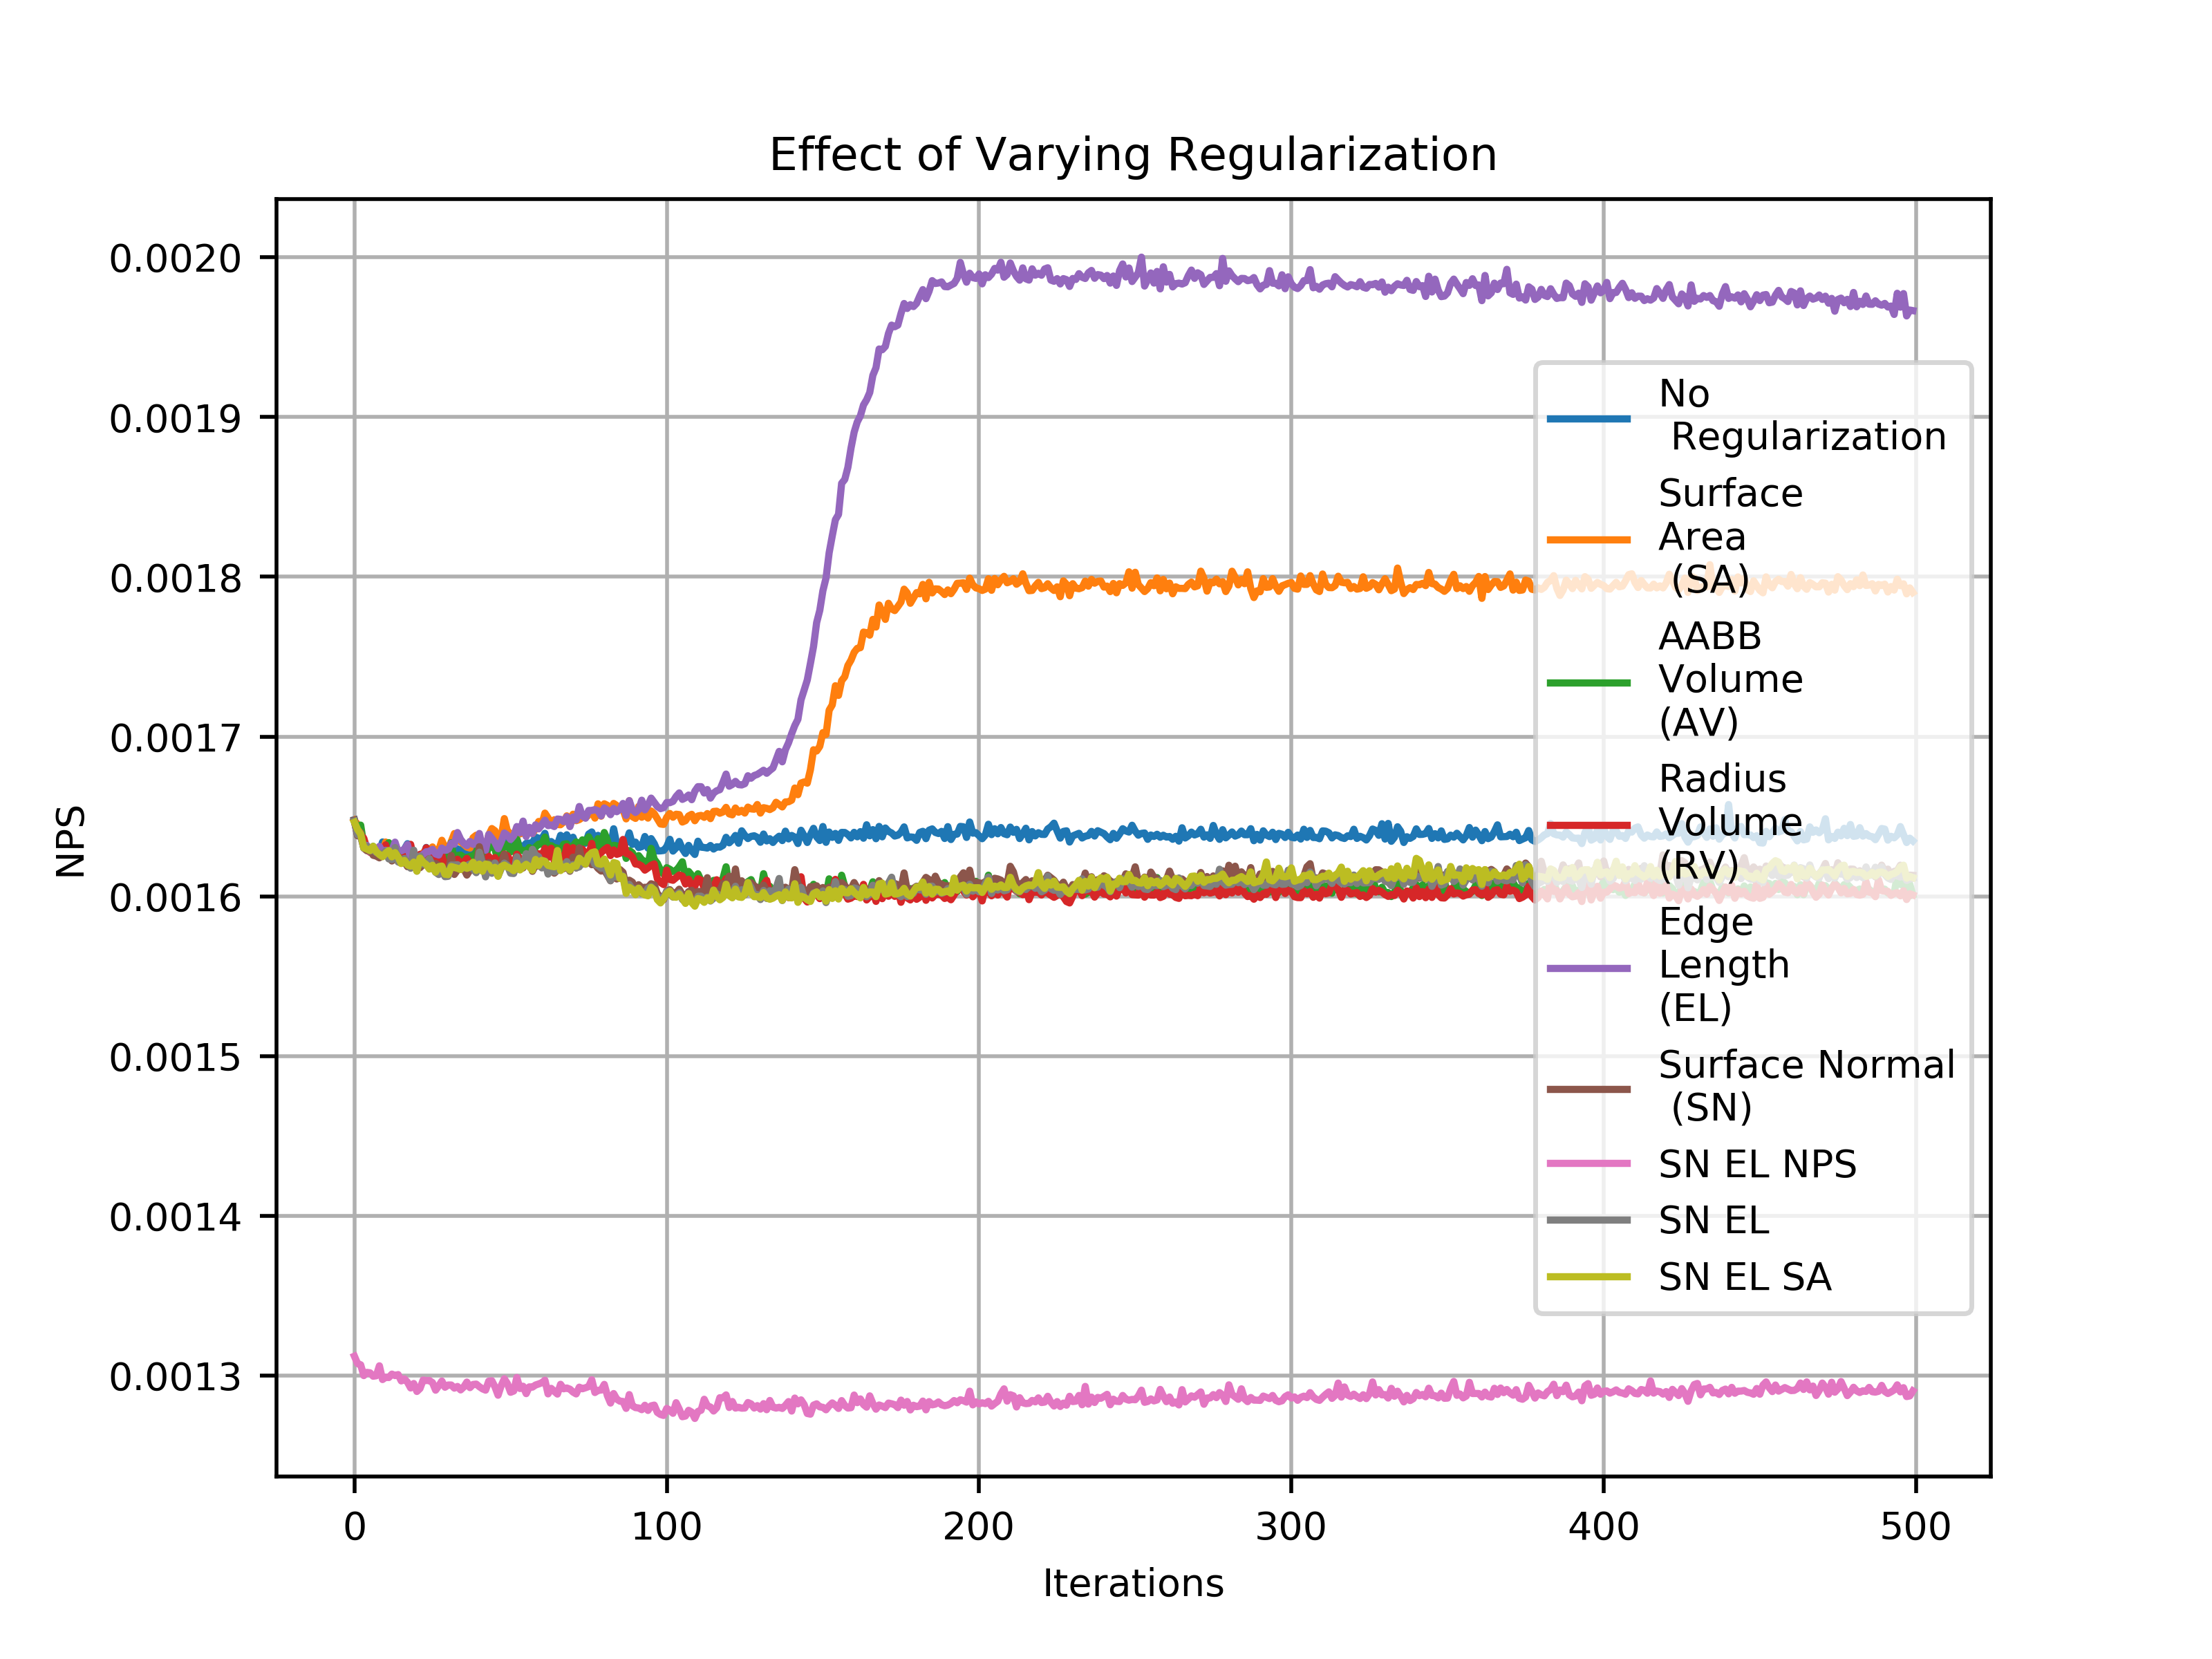 Effect of Varying Regularization
0.0020
0.0019
0.0018
0.0017
0.0016
0.0015
0.0014
0.0013
NPS
0
100
200
300
400
500
Iterations
No
Regularization
Surface
Area
(SA)
AABB
Volume
(AV)
Radius
Volume
(RV)
Edge
Length
(EL)
Surface Normal
(SN)
SN EL NPS
SN EL
SN EL SA